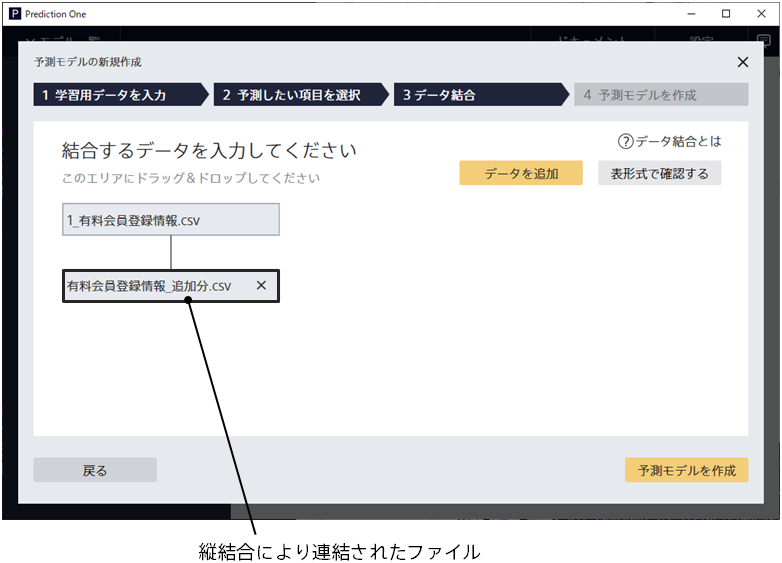 P Prediction One
予測モデルの新規作成
1 学習用データを入力 2 予測したい項目を選択 3 データ結合 4 予測モデルを作成
結合するデータを入力してください
?データ結合とは
このエリアにドラッグ&ドロップしてください
データを追加 表形式で確認する
1_有料会員登録情報.csv
有料会員登録情報_追加分.csv
戻る 予測モデルを作成
縦結合により連結されたファイル